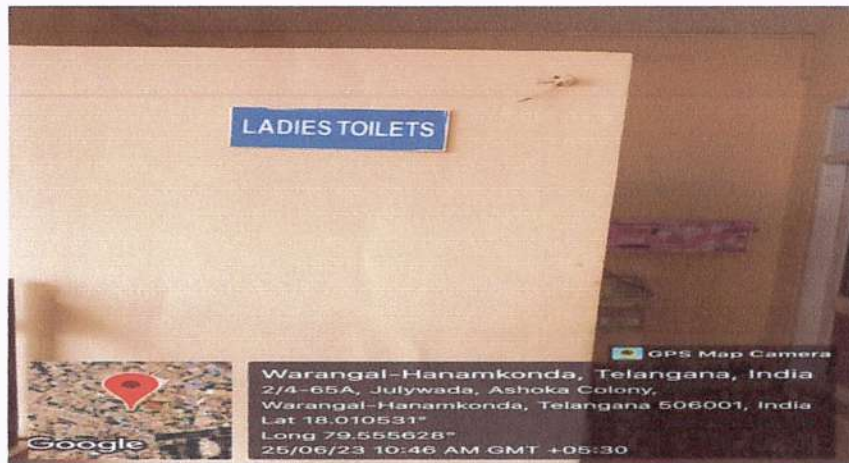 LADIES TOILETS
GPS Map Camera
Warangal-Hanamkonda, Telangana, India
2/4-65A, Julywada, Ashoka Colony,
Warangal-Hanamkonda, Telangana 506001, India
Lat 18.010531°
Long 79.555628°
25/06/23 10:46 AM GMT +05:30
Google